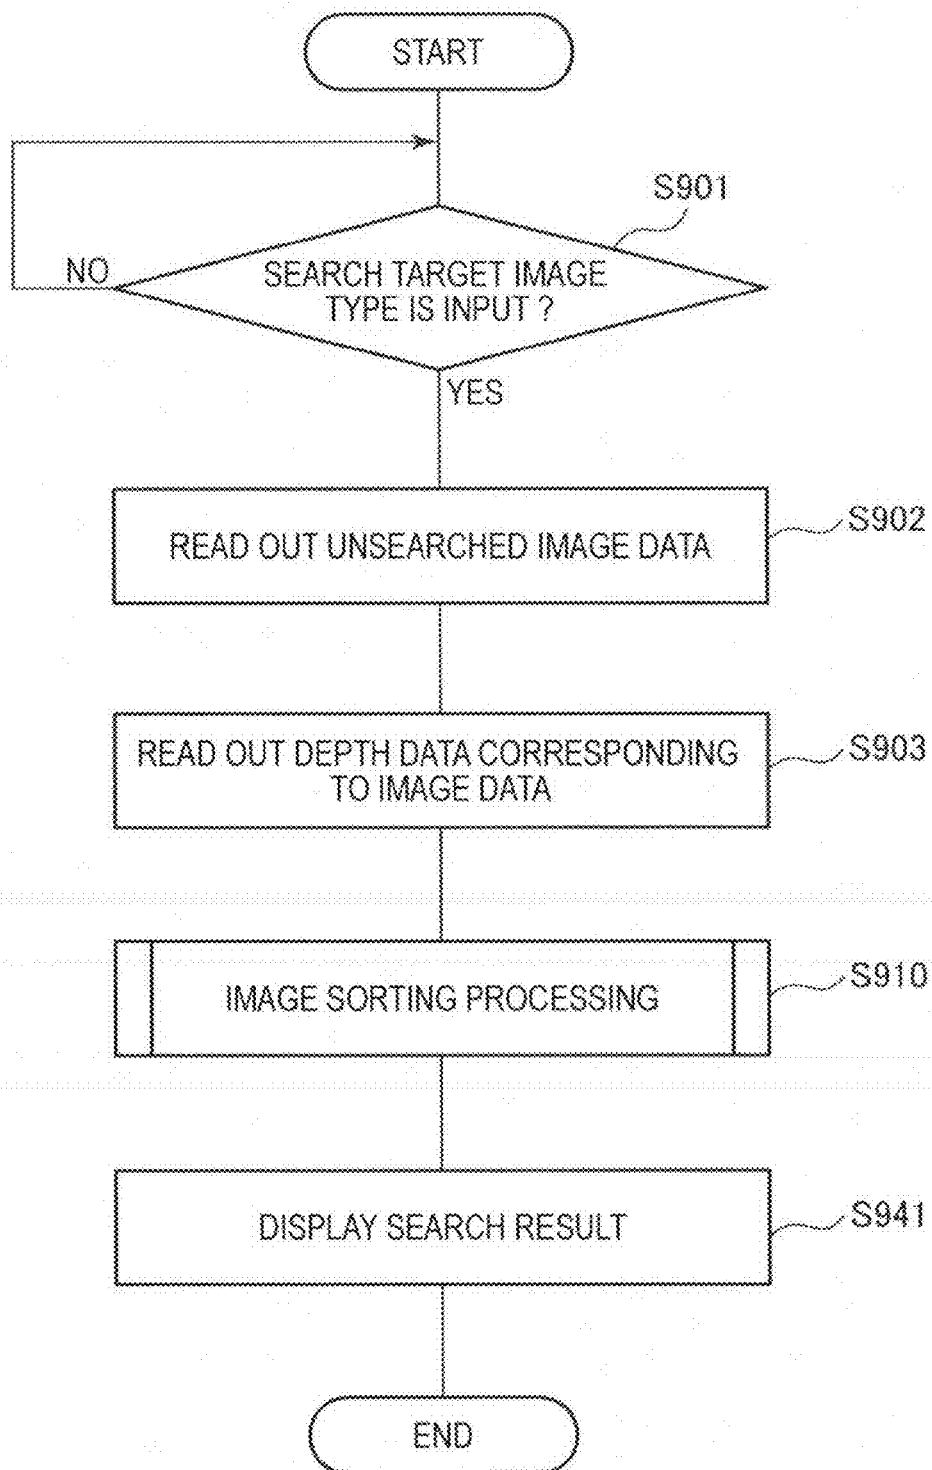 START
S901
NO
SEARCH TARGET IMAGE
TYPE IS INPUT ?
YES
READ OUT UNSEARCHED IMAGE DATA
S902
READ OUT DEPTH DATA CORRESPONDING
TO IMAGE DATA
S903
IMAGE SORTING PROCESSING
S910
DISPLAY SEARCH RESULT
S941
END